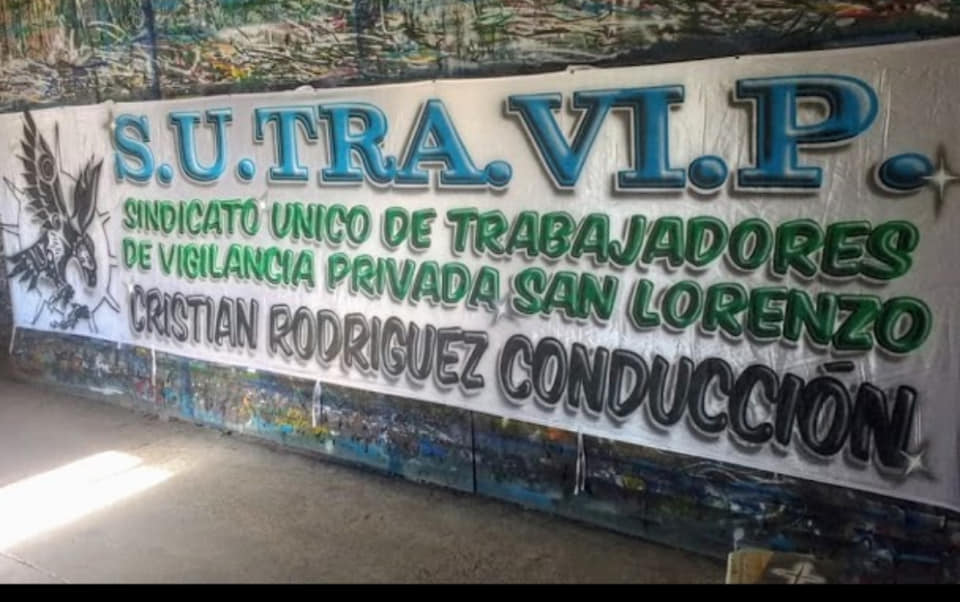 S.U.TRA.VI.P.
SINDICATO UNICO DE TRABAJADORES
DE VIGILANCIA PRIVADA SAN LORENZO
CRISTIAN RODRIGUEZ CONDUCCIÓN